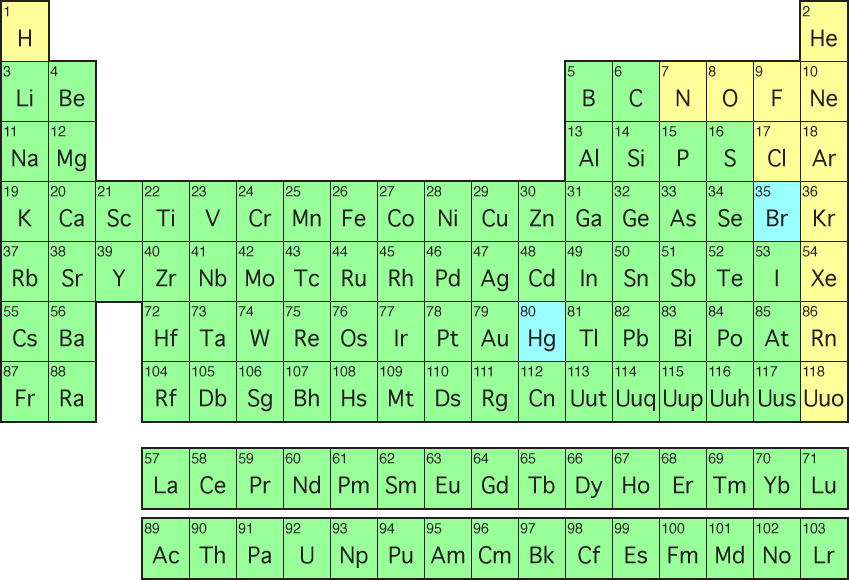 1 2
H He
3 4 5 6 7 8 9 10
Li Be B C N O F Ne
11 12 13 14 15 16 17 18
Na Mg Al Si P S Cl Ar
19 20 21 22 23 24 25 26 27 28 29 30 31 32 33 34 35 36
K Ca Sc Ti V Cr Mn Fe Co Ni Cu Zn Ga Ge As Se Br Kr
37 38 39 40 41 42 43 44 45 46 47 48 49 50 51 52 53 54
Rb Sr Y Zr Nb Mo Tc Ru Rh Pd Ag Cd In Sn Sb Te I Xe
55 56 72 73 74 75 76 77 78 79 80 81 82 83 84 85 86
Cs Ba Hf Ta W Re Os Ir Pt Au Hg Tl Pb Bi Po At Rn
87 88 104 105 106 107 108 109 110 111 112 113 114 115 116 117 118
Fr Ra Rf Db Sg Bh Hs Mt Ds Rg Cn Uut Uuq Uup Uuh Uus Uuo
57 58 59 60 61 62 63 64 65 66 67 68 69 70 71
La Ce Pr Nd Pm Sm Eu Gd Tb Dy Ho Er Tm Yb Lu
89 90 91 92 93 94 95 96 97 98 99 100 101 102 103
Ac Th Pa U Np Pu Am Cm Bk Cf Es Fm Md No Lr